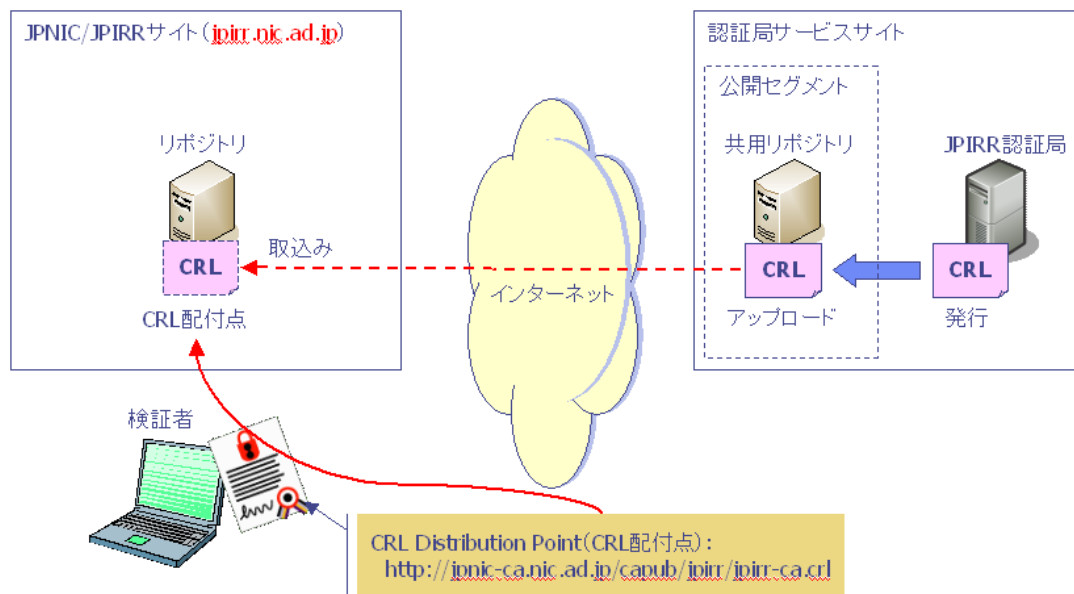 JPNIC/JPIRRサイト(jpirr.nic.ad.jp)
リポジトリ
CRL
取込み
CRL配付点
インターネット
認証局サービスサイト
公開セグメント
共用リポジトリ
JPIRR認証局
CRL
CRL
アップロード
発行
検証者
CRL Distribution Point(CRL配付点):
http://jpnic-ca.nic.ad.jp/capub/jpirr/jpirr-ca.crl